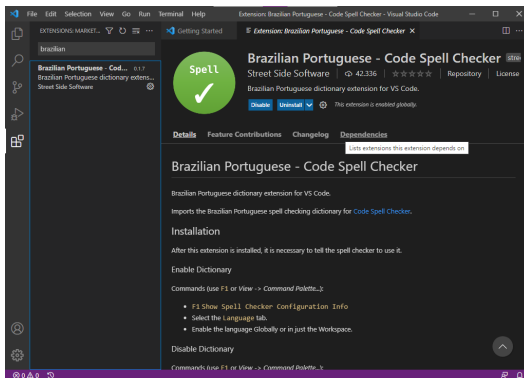 File Edit Selection View Go Run Terminal Help
Extension: Brazilian Portuguese - Code Spell Checker - Visual Studio Code
EXTENSIONS: MARKET...
brazilian
Brazilian Portuguese - Cod... 0.1.7
Brazilian Portuguese dictionary extens...
Street Side Software
Getting Started
Extension: Brazilian Portuguese - Code Spell Checker
Spell
Brazilian Portuguese - Code Spell Checker stre
Street Side Software 42.336 Repository License
Brazilian Portuguese dictionary extension for VS Code.
Disable Uninstall This extension is enabled globally.
Details Feature Contributions Changelog Dependencies
Lists extensions this extension depends on
Brazilian Portuguese - Code Spell Checker
Brazilian Portuguese dictionary extension for VS Code.
Imports the Brazilian Portuguese spell checking dictionary for Code Spell Checker.
Installation
After this extension is installed, it is necessary to tell the spell checker to use it.
Enable Dictionary
Commands (use F1 or View -> Command Palette...):
• F1 Show Spell Checker Configuration Info
• Select the Language tab.
• Enable the language Globally or in just the Workspace.
Disable Dictionary
Commands (use F1 or View -> Command Palette...):
0 0